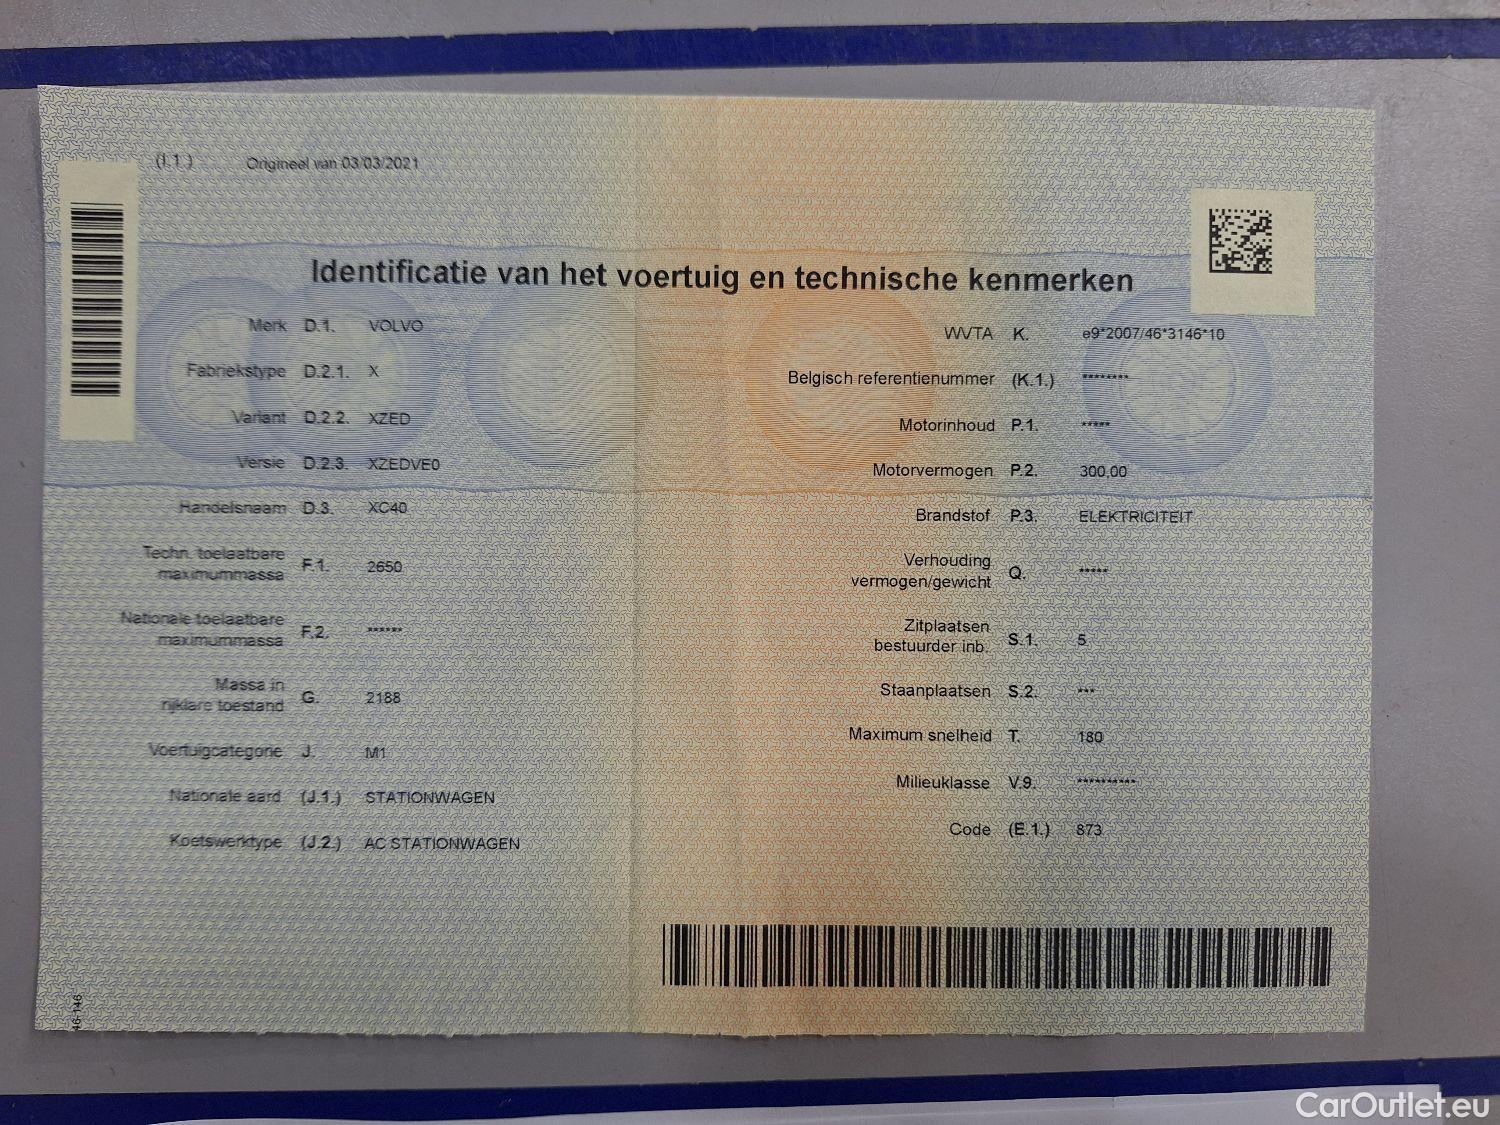 (I.1.) Origineel van 03/03/2021
Identificatie van het voertuig en technische kenmerken
Merk D.1. VOLVO
Fabriekstype D.2.1. X
Variant D.2.2. XZED
Versie D.2.3. XZEDVE0
Handelsnaam D.3. XC40
Techn. toelaatbare
maximummassa F.1. 2650
Nationale toelaatbare
maximummassa F.2. ******
Massa in
rijklare toestand G. 2188
Voertuigcategorie J. M1
Nationale aard (J.1.) STATIONWAGEN
Koetswerktype (J.2.) AC STATIONWAGEN
46-146
WVTA K. e9*2007/46*3146*10
Belgisch referentienummer (K.1.) ********
Motorinhoud P.1. *****
Motorvermogen P.2. 300,00
Brandstof P.3. ELEKTRICITEIT
Verhouding
vermogen/gewicht Q. *****
Zitplaatsen
bestuurder inb. S.1. 5
Staanplaatsen S.2. ***
Maximum snelheid T. 180
Milieuklasse V.9. **********
Code (E.1.) 873
CarOutlet.eu